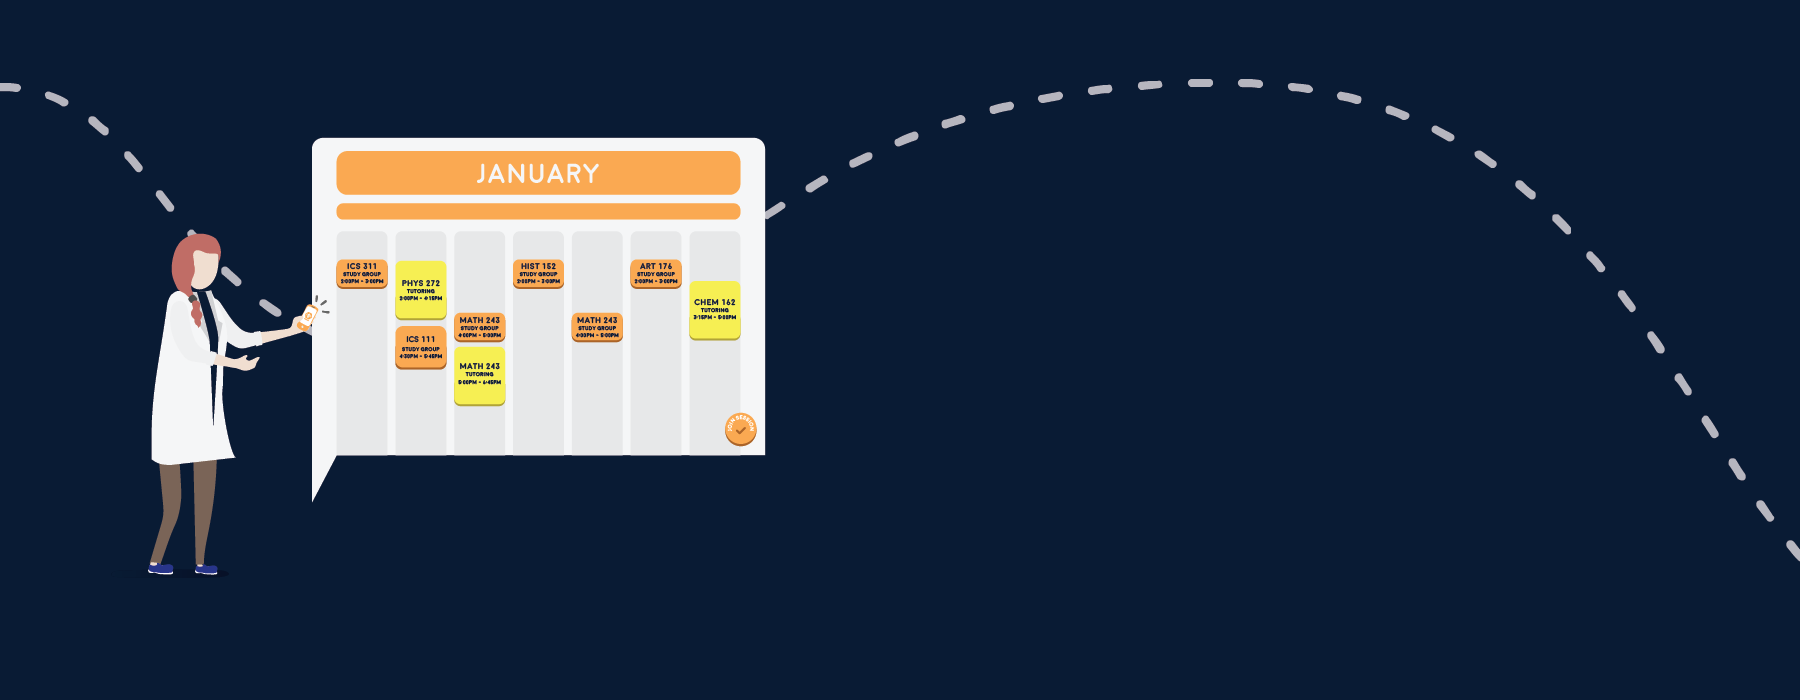 JANUARY
ICS 311
STUDY GROUP
2:00PM - 3:00PM
PHYS 272
TUTORING
3:00PM - 4:15PM
ICS 111
STUDY GROUP
4:30PM - 5:45PM
MATH 243
STUDY GROUP
4:00PM - 5:00PM
MATH 243
TUTORING
5:00PM - 6:45PM
HIST 152
STUDY GROUP
2:00PM - 3:00PM
MATH 243
STUDY GROUP
4:00PM - 5:00PM
ART 176
STUDY GROUP
2:00PM - 3:00PM
CHEM 162
TUTORING
3:15PM - 5:00PM
JOIN SESSION